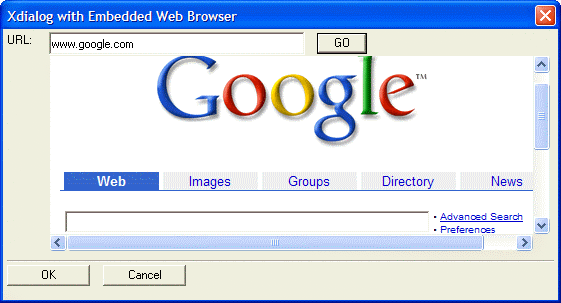 Xdialog with Embedded Web Browser
URL: www.google.com GO
Google™
Web Images Groups Directory News
• Advanced Search
• Preferences
OK Cancel